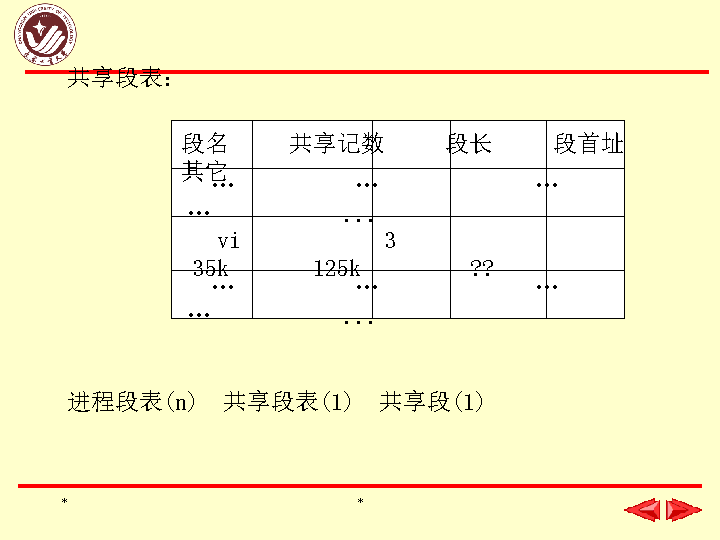 共享段表:
段名 共享记数 段长 段首址
其它
… … …
… ...
vi 3
35k 125k ??
… … …
… ...
进程段表(n) 共享段表(1) 共享段(1)
* *